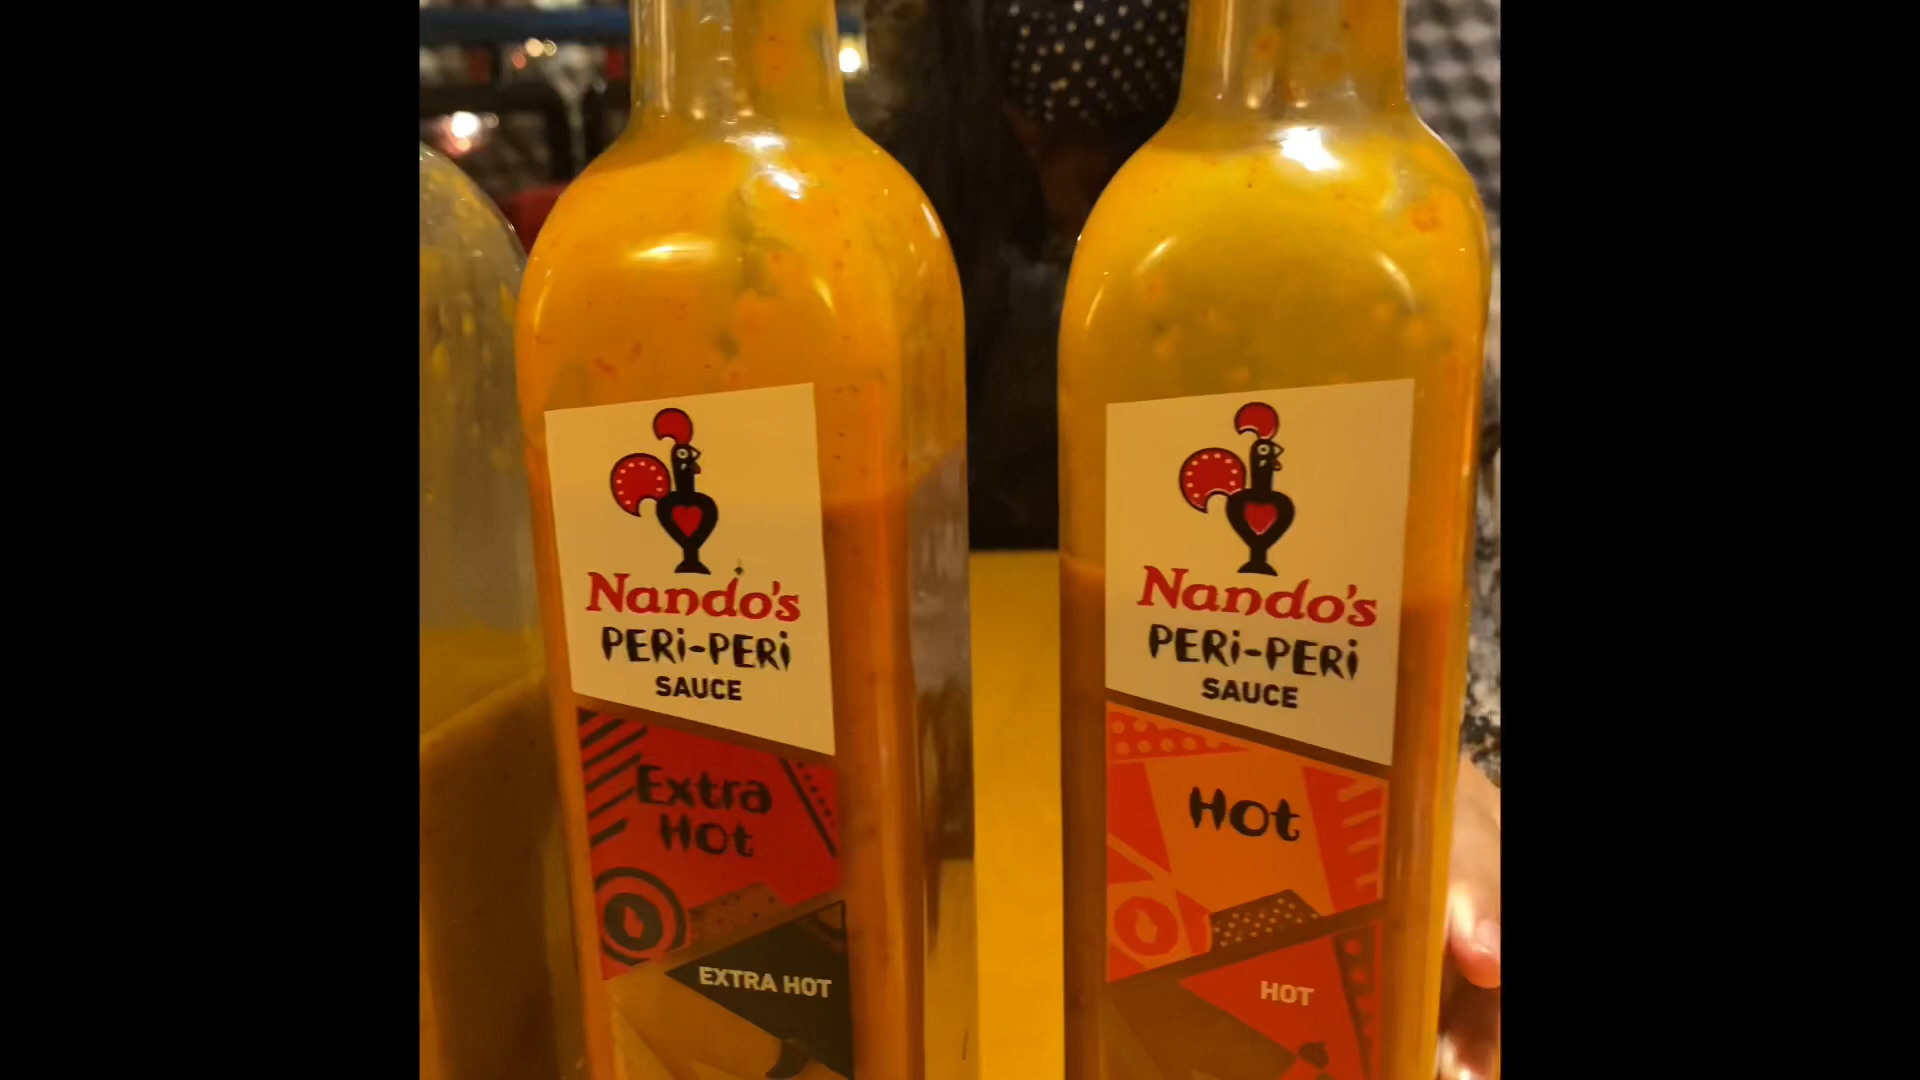 Nando's
PERi-PERi
SAUCE
Extra
Hot
EXTRA HOT
Nando's
PERi-PERi
SAUCE
Hot
HOT